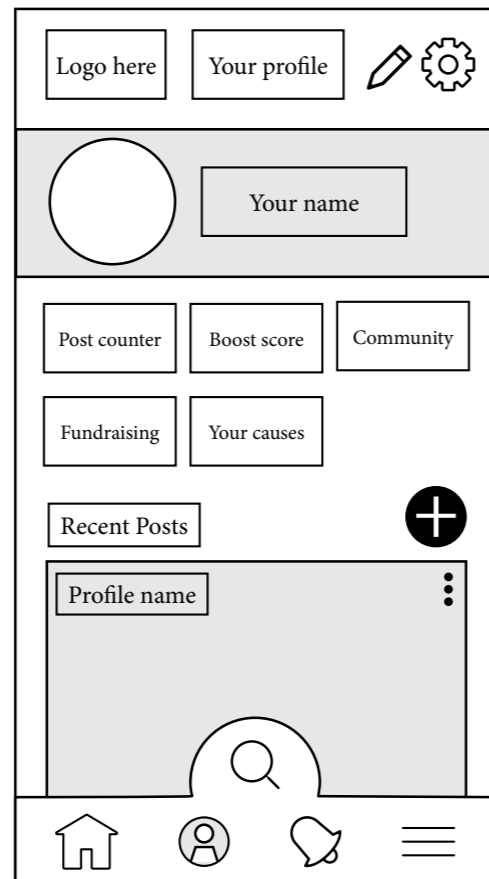 Logo here
Your profile
Your name
Post counter
Boost score
Community
Fundraising
Your causes
Recent Posts
Profile name